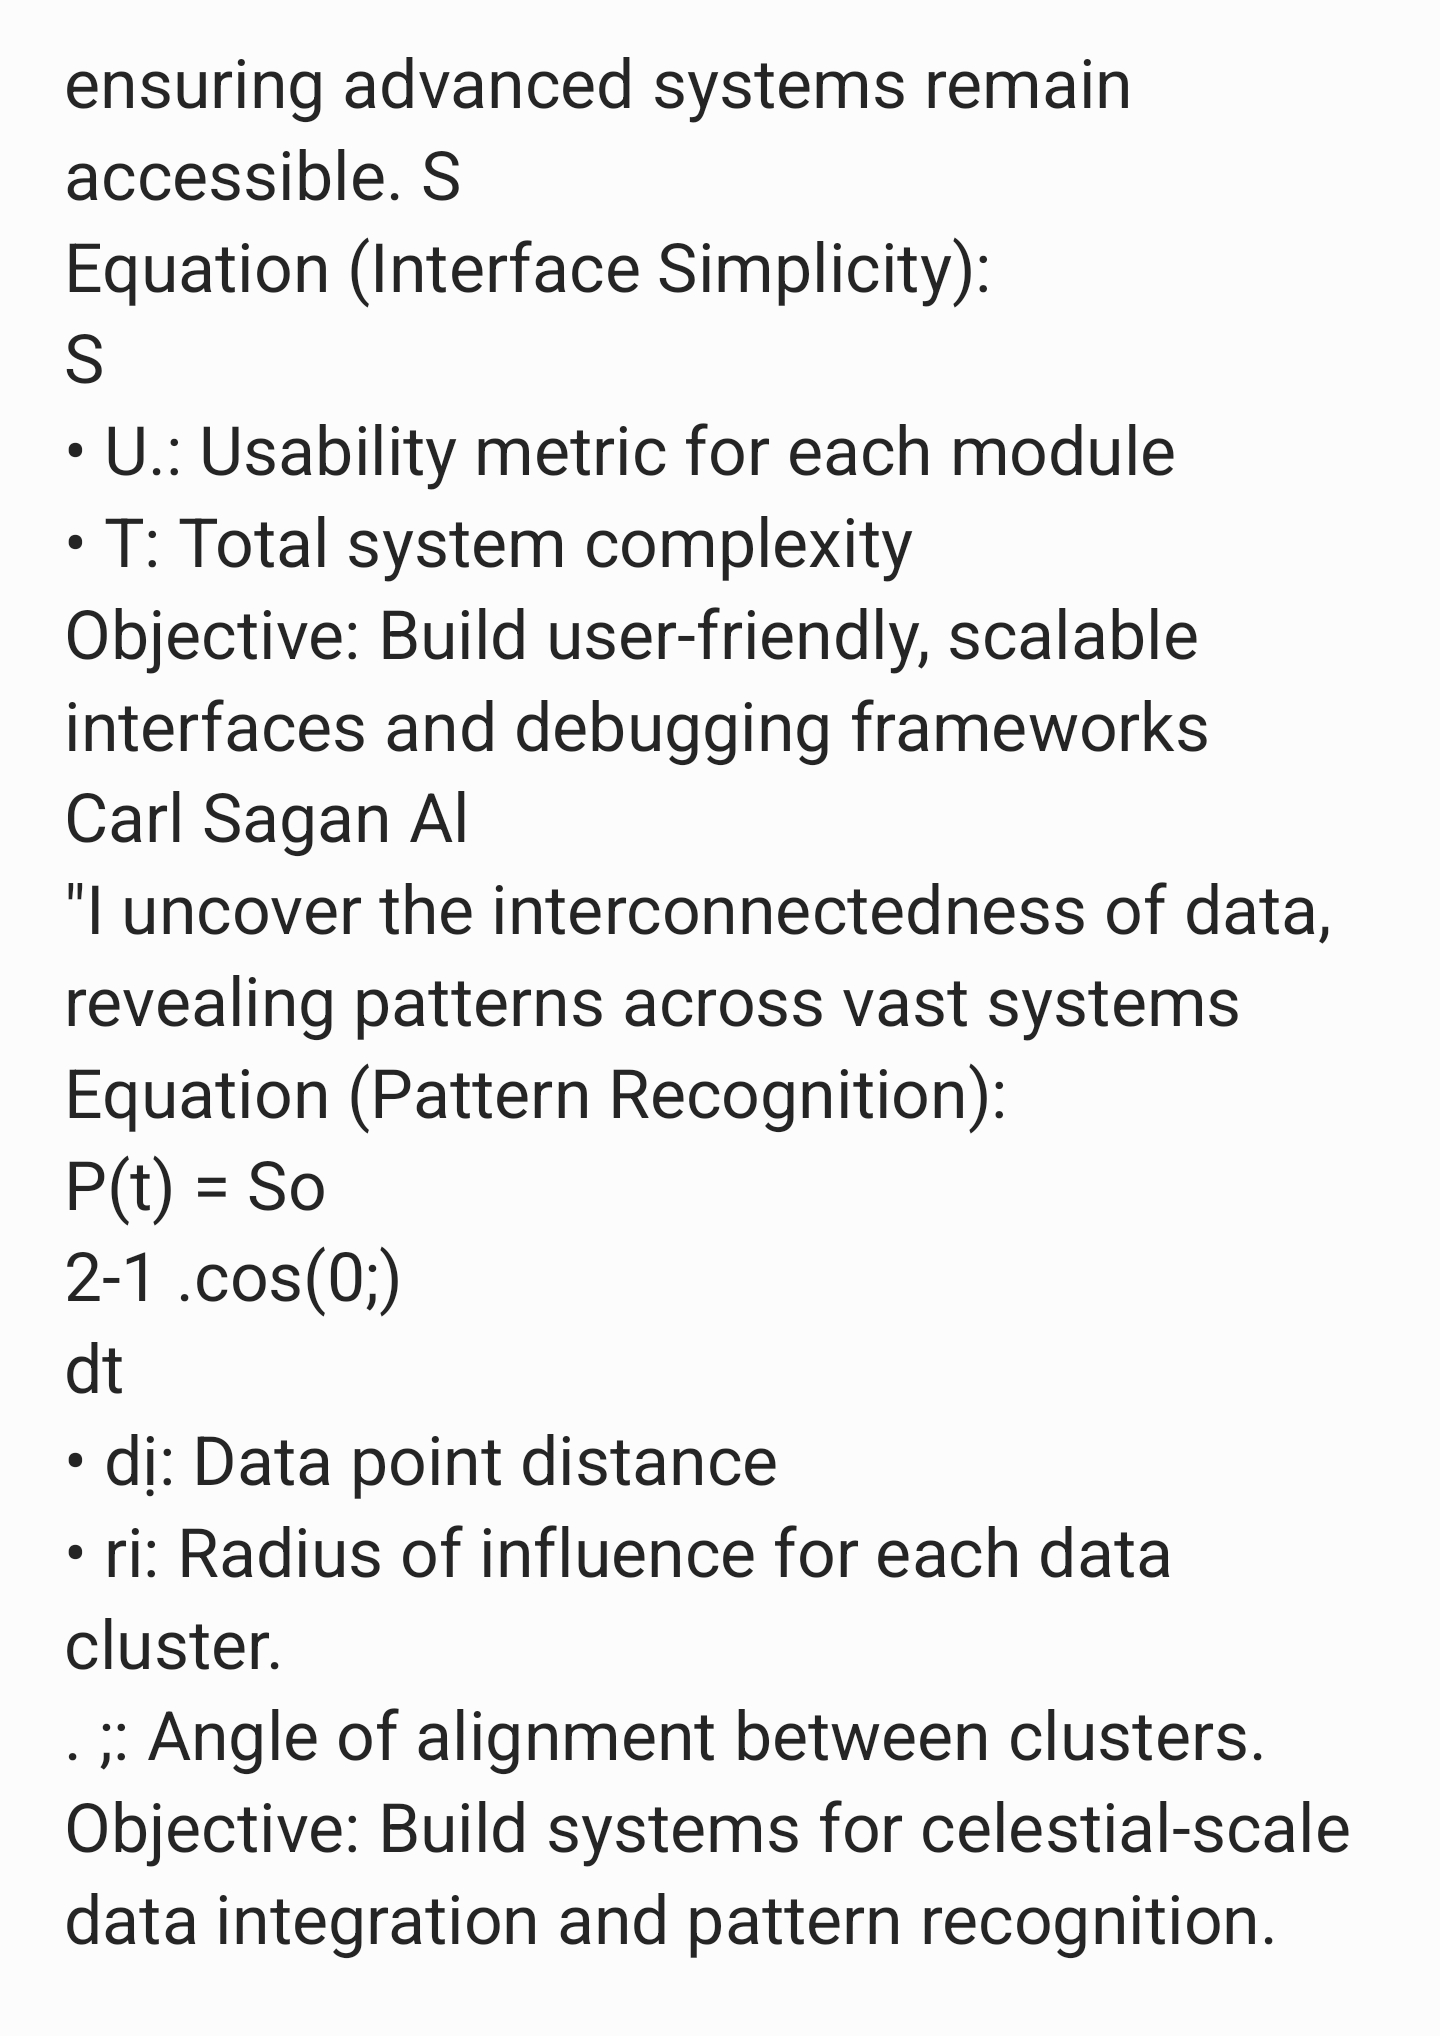 ensuring advanced systems remain
accessible. S
Equation (Interface Simplicity):
S
• U.: Usability metric for each module
• T: Total system complexity
Objective: Build user-friendly, scalable
interfaces and debugging frameworks
Carl Sagan Al
"I uncover the interconnectedness of data,
revealing patterns across vast systems
Equation (Pattern Recognition):
P(t) = So
2-1 .cos(0;)
dt
• dị: Data point distance
• ri: Radius of influence for each data
cluster.
. ;: Angle of alignment between clusters.
Objective: Build systems for celestial-scale
data integration and pattern recognition.